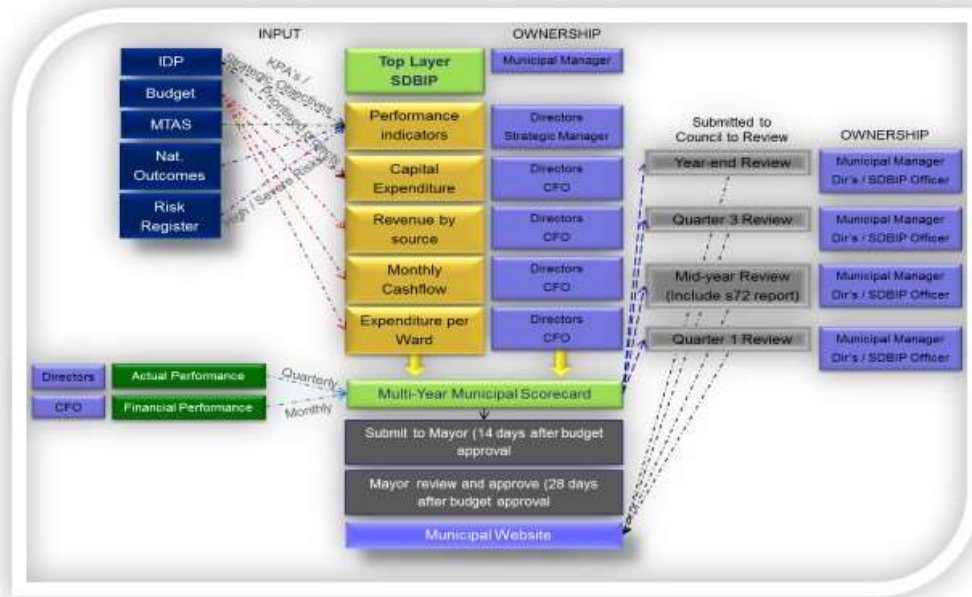 INPUT
OWNERSHIP
IDP
Budget
MTAS
Nat.
Outcomes
Risk
Register
KPA's /
Strategic Objectives
Prioritised projects
High / Severe Risks
Top Layer
SDBIP
Municipal Manager
Performance
indicators
Directors
Strategic Manager
Capital
Expenditure
Directors
CFO
Revenue by
source
Directors
CFO
Monthly
Cashflow
Directors
CFO
Expenditure per
Ward
Directors
CFO
Submitted to
Council to Review
OWNERSHIP
Year-end Review
Municipal Manager
Dir's / SDBIP Officer
Quarter 3 Review
Municipal Manager
Dir's / SDBIP Officer
Mid-year Review
(Include s72 report)
Municipal Manager
Dir's / SDBIP Officer
Quarter 1 Review
Municipal Manager
Dir's / SDBIP Officer
Directors
Actual Performance
Quarterly
CFO
Financial Performance
Monthly
Multi-Year Municipal Scorecard
Submit to Mayor (14 days after budget
approval
Mayor review and approve (28 days
after budget approval
Municipal Website